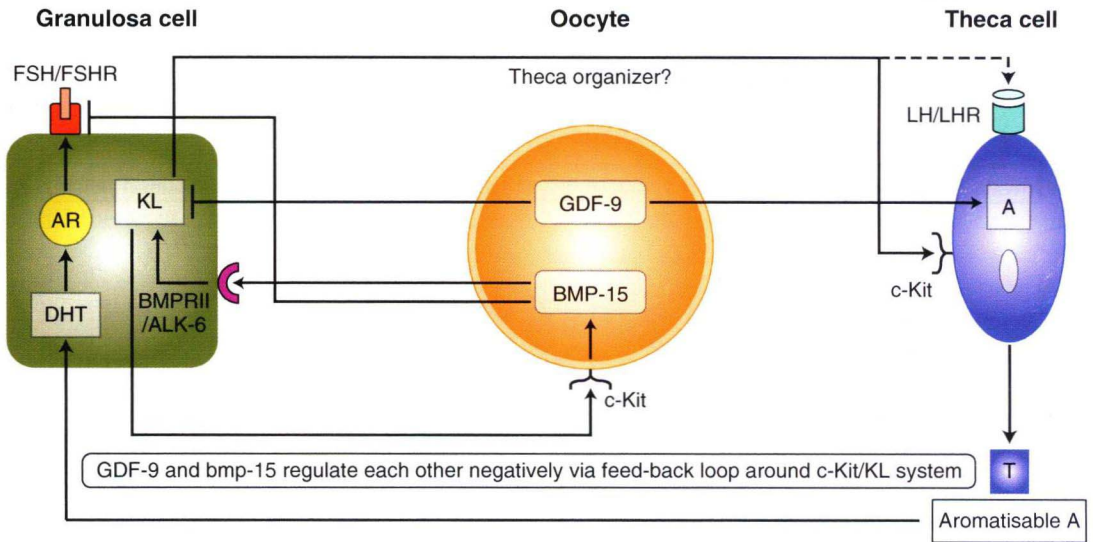 Granulosa cell
Oocyte
Theca cell
FSH/FSHR
Theca organizer?
LH/LHR
KL
GDF-9
A
AR
BMPRII
/ALK-6
BMP-15
c-Kit
DHT
c-Kit
GDF-9 and bmp-15 regulate each other negatively via feed-back loop around c-Kit/KL system
T
Aromatisable A